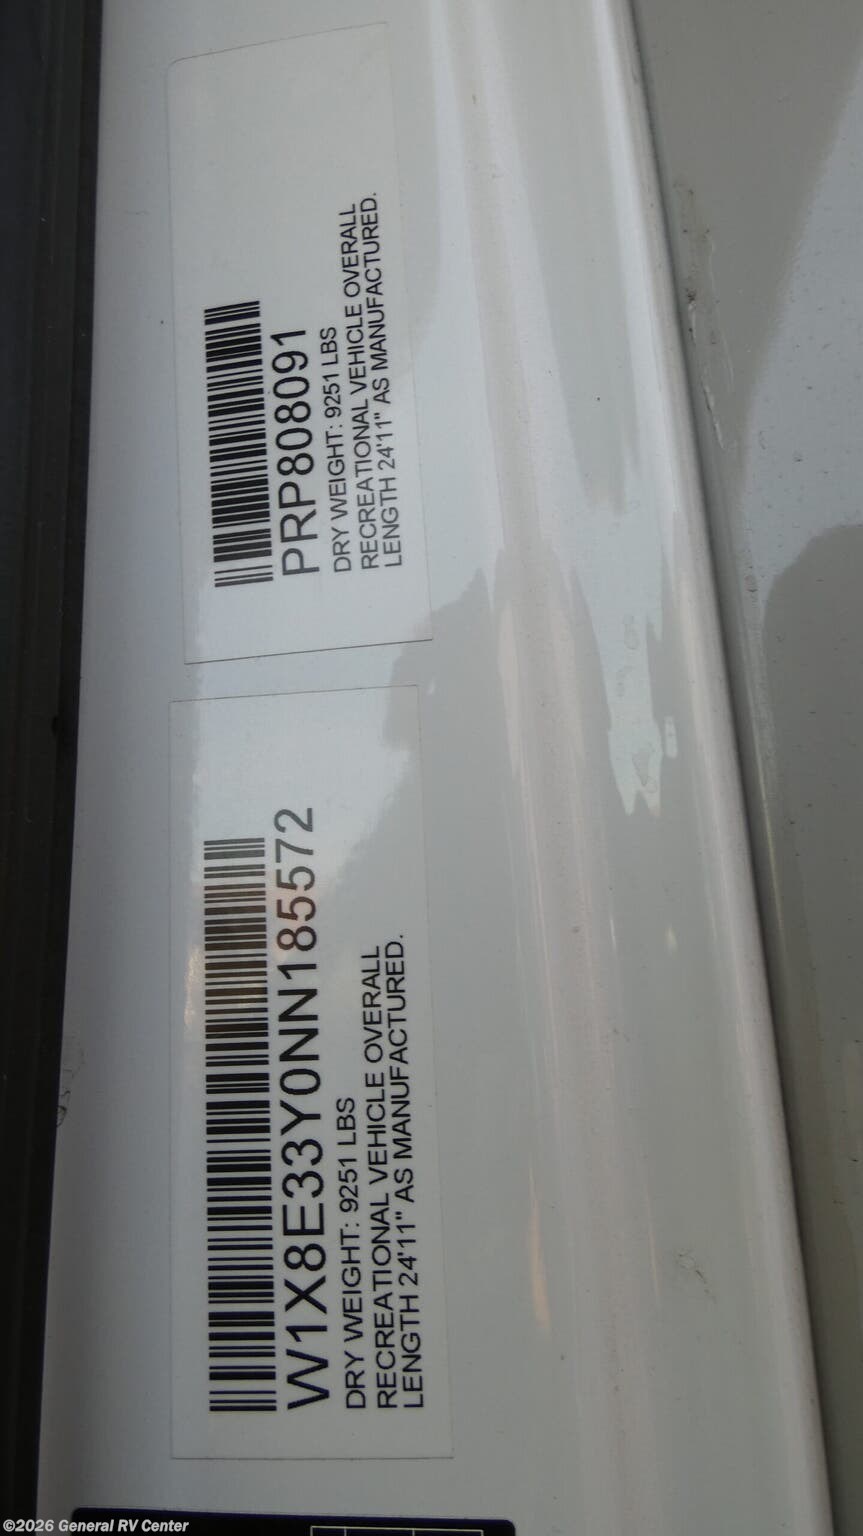 PRP808091
DRY WEIGHT: 9251 LBS
RECREATIONAL VEHICLE OVERALL
LENGTH 24'11" AS MANUFACTURED.
W1X8E33Y0NN185572
DRY WEIGHT: 9251 LBS
RECREATIONAL VEHICLE OVERALL
LENGTH 24'11" AS MANUFACTURED.
©2026 General RV Center